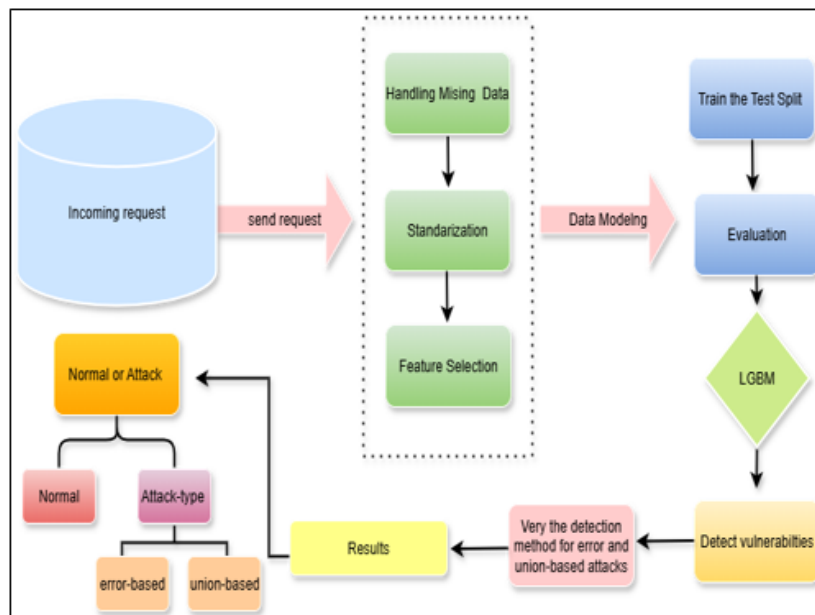 Incoming request
send request
Handling Mising Data
Standarization
Feature Selection
Data Modelng
Train the Test Split
Evaluation
LGBM
Detect vulnerabilties
Very the detection
method for error and
union-based attacks
Results
Normal or Attack
Normal
Attack-type
error-based
union-based